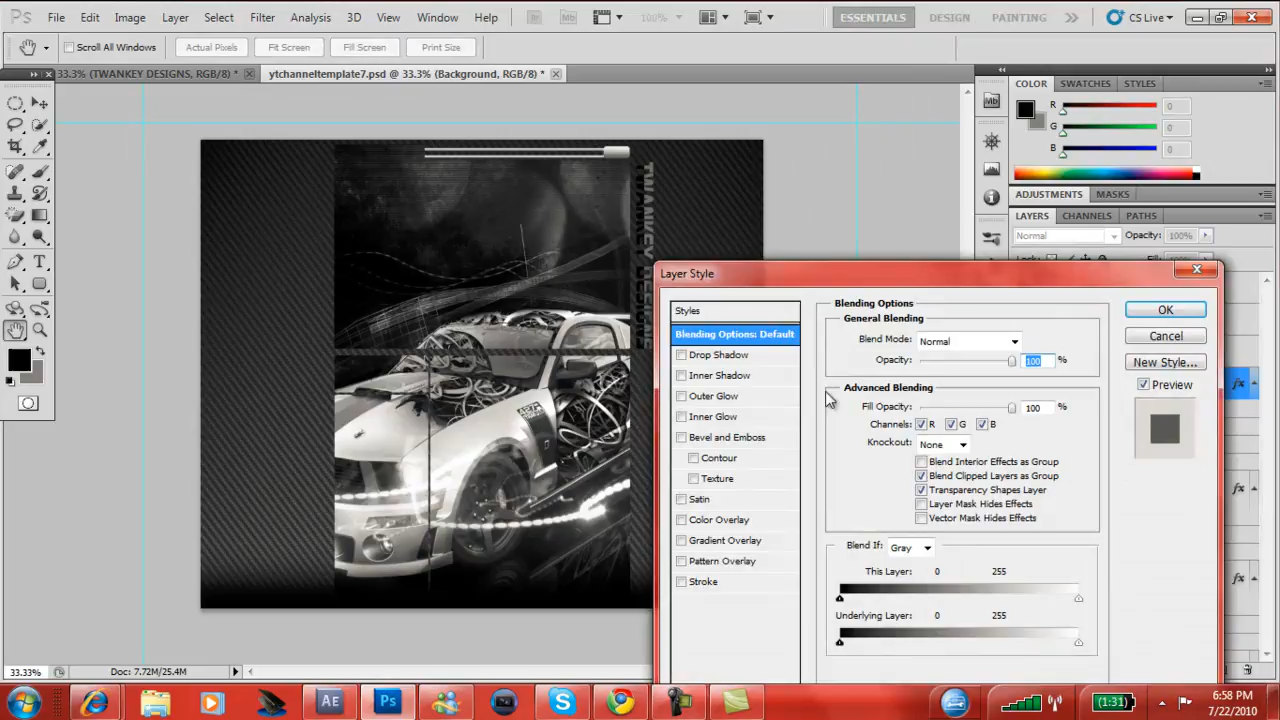 Ps File Edit Image Layer Select Filter Analysis 3D View Window Help Br Mb 100% ESSENTIALS DESIGN PAINTING CS Live
Scroll All Windows Actual Pixels Fit Screen Fill Screen Print Size
33.3% (TWANKEY DESIGNS, RGB/8) * ytchanneltemplate7.psd @ 33.3% (Background, RGB/8) *
COLOR SWATCHES STYLES
Mb
R 0
G 0
B 0
ADJUSTMENTS MASKS
LAYERS CHANNELS PATHS
Normal Opacity: 100%
TWANKEY DESIGNS
Layer Style
Styles
Blending Options: Default
Drop Shadow
Inner Shadow
Outer Glow
Inner Glow
Bevel and Emboss
Contour
Texture
Satin
Color Overlay
Gradient Overlay
Pattern Overlay
Stroke
Blending Options
General Blending
Blend Mode: Normal
Opacity: 100 %
Advanced Blending
Fill Opacity: 100 %
Channels: R G B
Knockout: None
Blend Interior Effects as Group
Blend Clipped Layers as Group
Transparency Shapes Layer
Layer Mask Hides Effects
Vector Mask Hides Effects
Blend If: Gray
This Layer: 0 255
Underlying Layer: 0 255
OK
Cancel
New Style...
Preview
fx
fx
fx
33.33% Doc: 7.72M/25.4M
AE Ps (1:31) 6:58 PM
7/22/2010